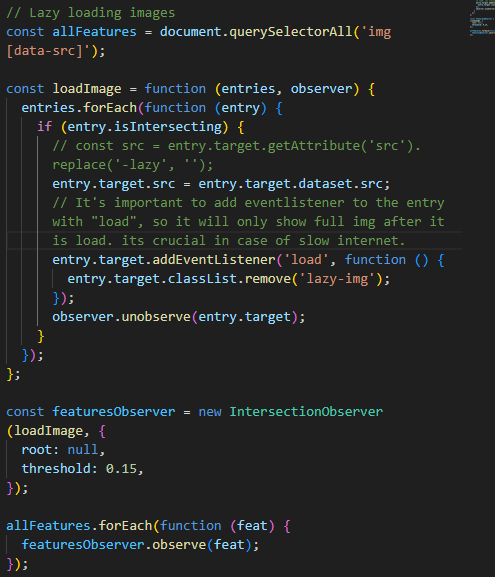 // Lazy loading images
const allFeatures = document.querySelectorAll('img
[data-src]');
const loadImage = function (entries, observer) {
entries.forEach(function (entry) {
if (entry.isIntersecting) {
// const src = entry.target.getAttribute('src').
replace('-lazy', '');
entry.target.src = entry.target.dataset.src;
// It's important to add eventlistener to the entry
with "load", so it will only show full img after it
is load. its crucial in case of slow internet.
entry.target.addEventListener('load', function () {
entry.target.classList.remove('lazy-img');
});
observer.unobserve(entry.target);
}
});
};
const featuresObserver = new IntersectionObserver
(loadImage, {
root: null,
threshold: 0.15,
});
allFeatures.forEach(function (feat) {
featuresObserver.observe(feat);
});